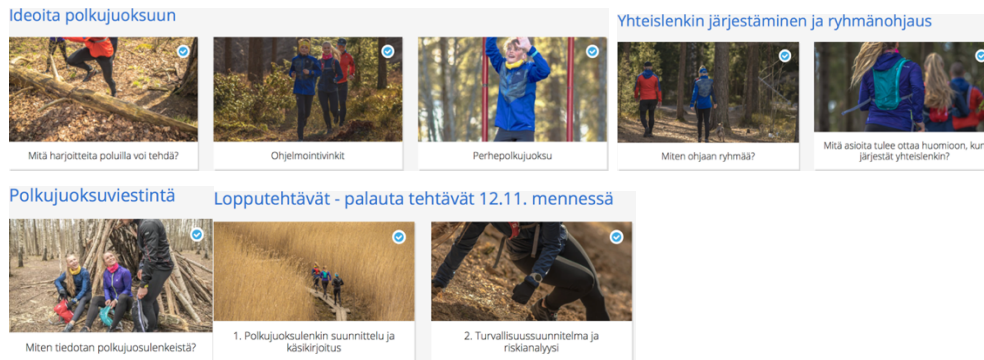 Ideoita polkujuoksuun
Mitä harjoitteita poluilla voi tehdä?
Ohjelmointivinkit
Perhepolkujuoksu
Yhteislenkin järjestäminen ja ryhmänohjaus
Miten ohjaan ryhmää?
Mitä asioita tulee ottaa huomioon, kun
järjestät yhteislenkin?
Polkujuoksuviestintä
Miten tiedotan polkujuosulenkeistä?
Lopputehtävät - palauta tehtävät 12.11. mennessä
1. Polkujuoksulenkin suunnittelu ja
käsikirjoitus
2. Turvallisuussuunnitelma ja
riskianalyysi